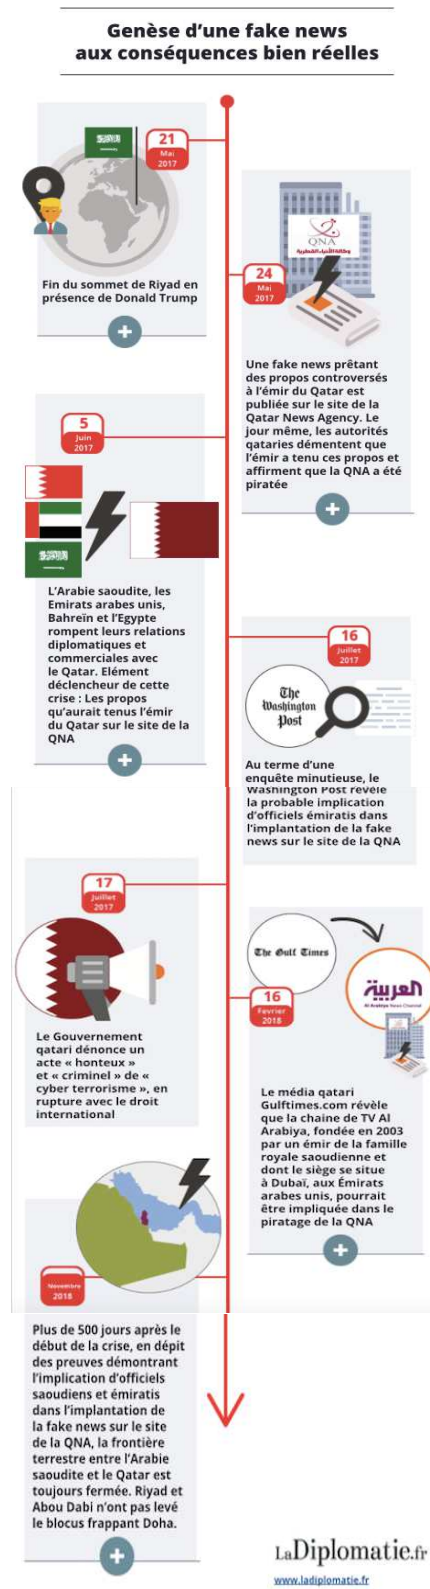 Genèse d’une fake news
aux conséquences bien réelles
21
Mai
2017
Fin du sommet de Riyad en
présence de Donald Trump
QNA
وكالة الأنباء القطرية
24
Mai
2017
Une fake news prêtant
des propos controversés
à l’émir du Qatar est
publiée sur le site de la
Qatar News Agency. Le
jour même, les autorités
qataries démentent que
l’émir a tenu ces propos et
affirment que la QNA a été
piratée
5
Juin
2017
L’Arabie saoudite, les
Emirats arabes unis,
Bahreïn et l’Egypte
rompent leurs relations
diplomatiques et
commerciales avec
le Qatar. Elément
déclencheur de cette
crise : Les propos
qu’aurait tenus l’émir
du Qatar sur le site de la
QNA
16
Juillet
2017
The
Washington
Post
Au terme d’une
enquête minutieuse, le
Washington Post révèle
la probable implication
d’officiels émiratis dans
l’implantation de la fake
news sur le site de la QNA
17
Juillet
2017
Le Gouvernement
qatari dénonce un
acte « honteux »
et « criminel » de «
cyber terrorisme », en
rupture avec le droit
international
The Gulf Times
العربية
Al Arabiya News Channel
16
Fevrier
2018
Le média qatari
Gulftimes.com révèle
que la chaine de TV Al
Arabiya, fondée en 2003
par un émir de la famille
royale saoudienne et
dont le siège se situe
à Dubaï, aux Émirats
arabes unis, pourrait
être impliquée dans le
piratage de la QNA
Novembre
2018
Plus de 500 jours après le
début de la crise, en dépit
des preuves démontrant
l’implication d’officiels
saoudiens et émiratis
dans l’implantation de
la fake news sur le site
de la QNA, la frontière
terrestre entre l’Arabie
saoudite et le Qatar est
toujours fermée. Riyad et
Abou Dabi n’ont pas levé
le blocus frappant Doha.
LaDiplomatie.fr
www.ladiplomatie.fr